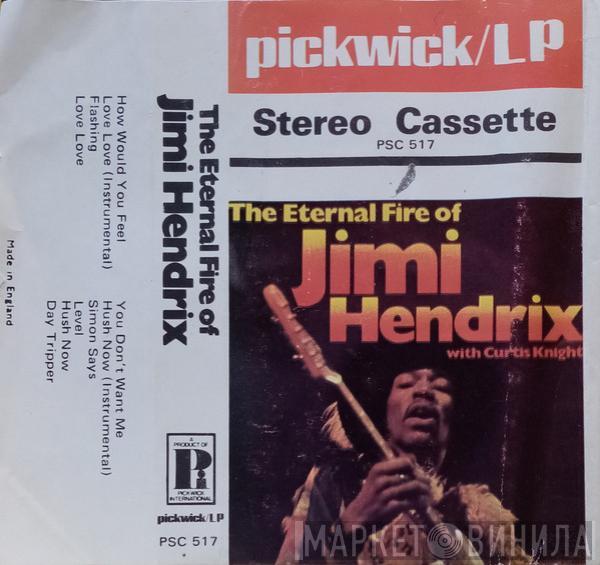 pickwick/LP
Stereo Cassette
PSC 517
The Eternal Fire of
Jimi
Hendrix
with Curtis Knight
The Eternal Fire of
Jimi Hendrix
A
PRODUCT OF
Pi
PICKWICK
INTERNATIONAL
pickwick/LP
PSC 517
How Would You Feel
Love Love (Instrumental)
Flashing
Love Love
You Don't Want Me
Hush Now (Instrumental)
Simon Says
Level
Hush Now
Day Tripper
Made in England
МАРКЕТ ВИНИЛА